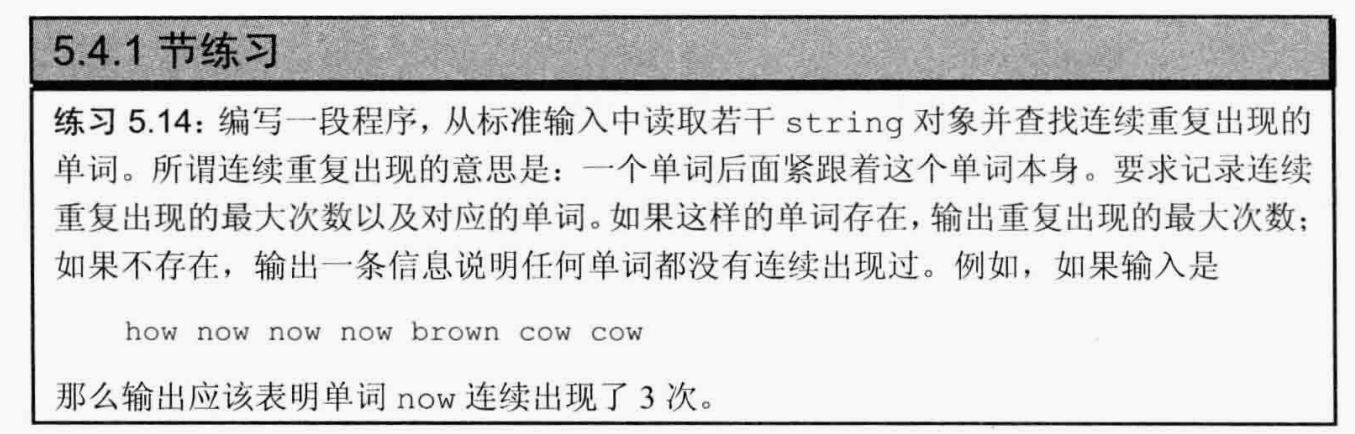 5.4.1 节练习
练习 5.14：编写一段程序，从标准输入中读取若干 string 对象并查找连续重复出现的
单词。所谓连续重复出现的意思是：一个单词后面紧跟着这个单词本身。要求记录连续
重复出现的最大次数以及对应的单词。如果这样的单词存在，输出重复出现的最大次数；
如果不存在，输出一条信息说明任何单词都没有连续出现过。例如，如果输入是
how now now now brown cow cow
那么输出应该表明单词 now 连续出现了 3 次。